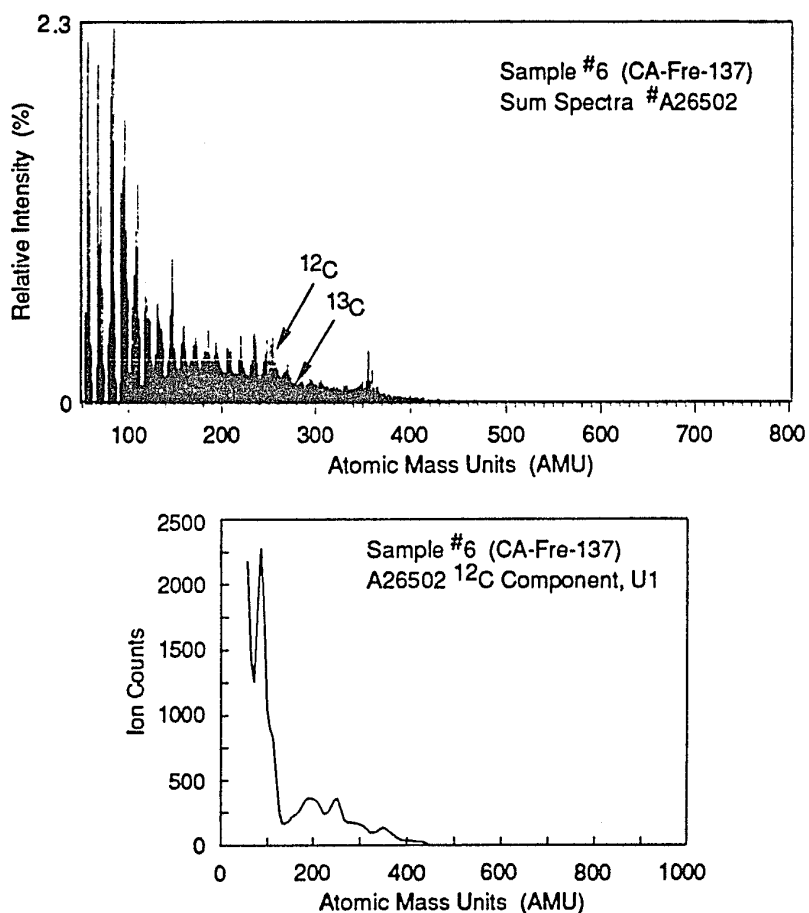 2.3
Sample #6 (CA-Fre-137)
Sum Spectra #A26502
Relative Intensity (%)
12C
13C
0
100 200 300 400 500 600 700 800
Atomic Mass Units (AMU)
2500
Sample #6 (CA-Fre-137)
A26502 12C Component, U1
2000
1500
Ion Counts
1000
500
0
0 200 400 600 800 1000
Atomic Mass Units (AMU)